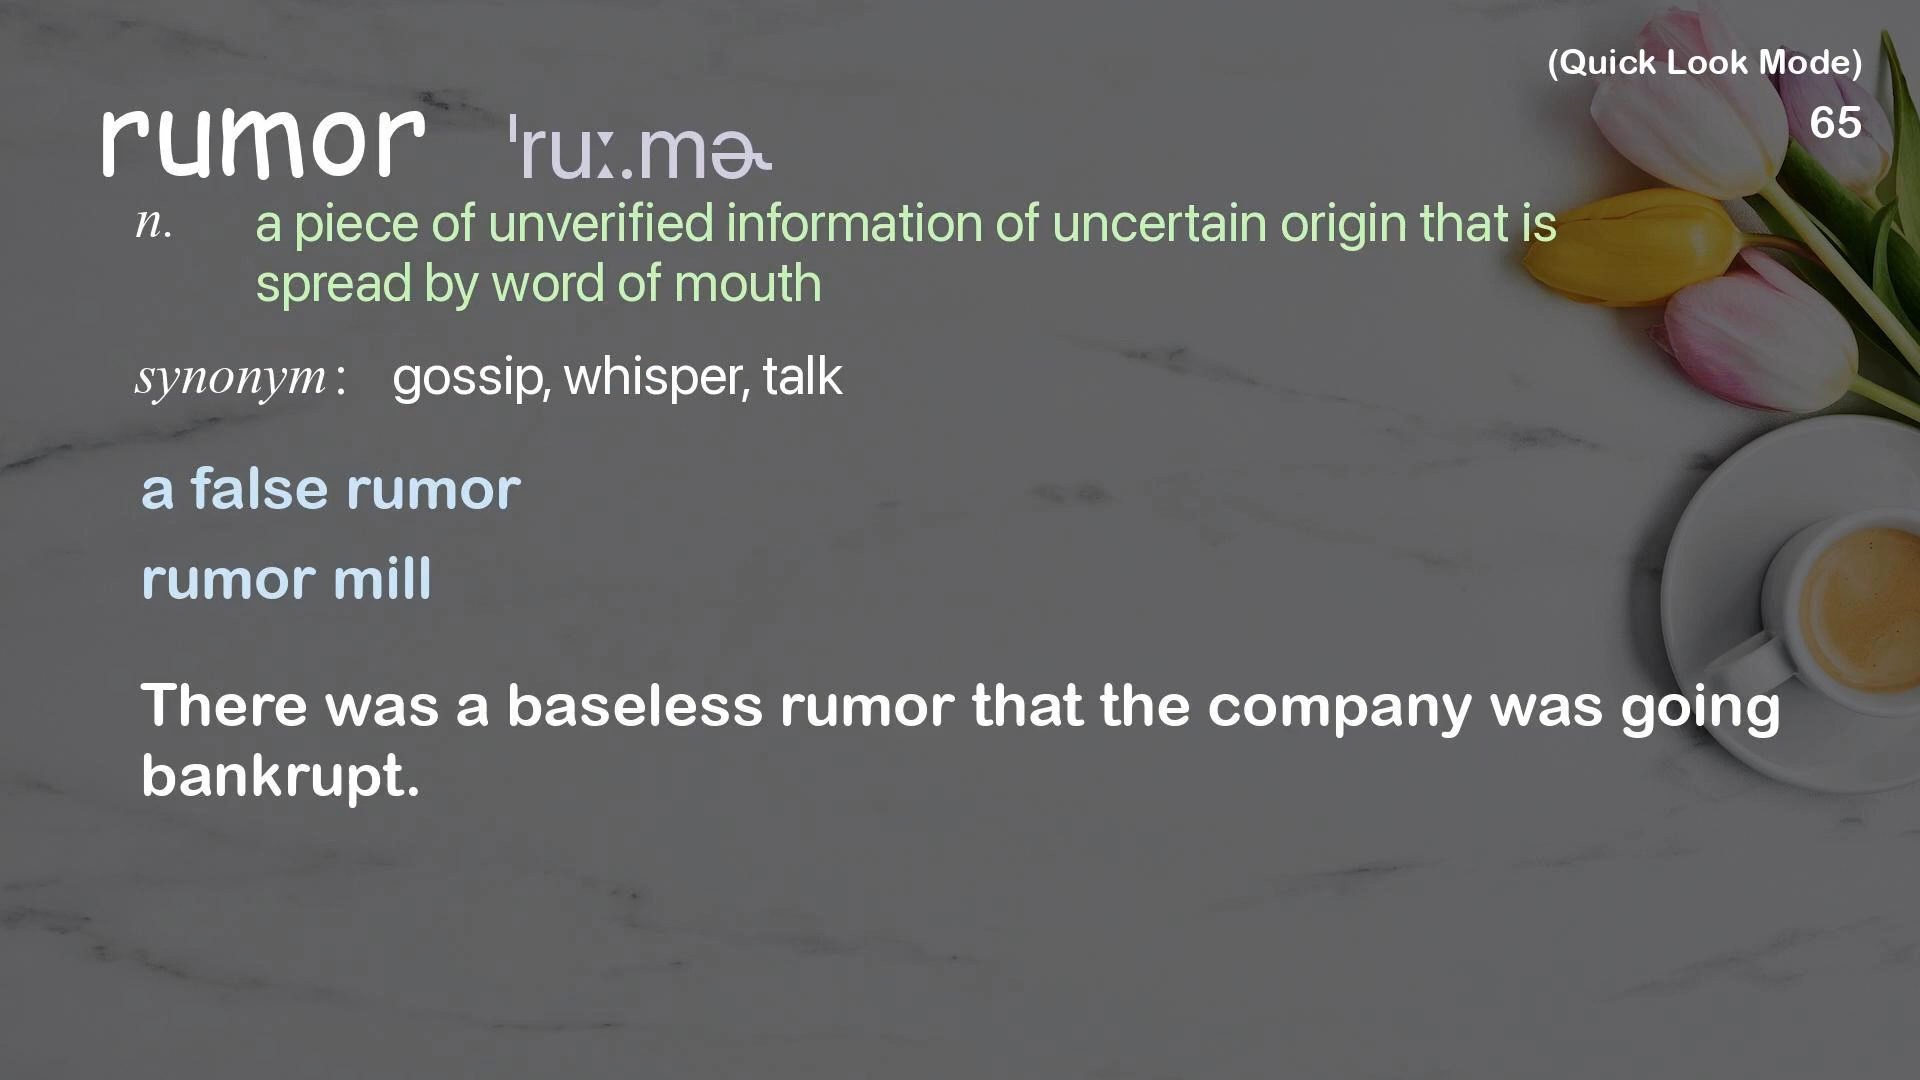 (Quick Look Mode)
65
rumor ˈruː.mɚ
n. a piece of unverified information of uncertain origin that is
spread by word of mouth
synonym : gossip, whisper, talk
a false rumor
rumor mill
There was a baseless rumor that the company was going
bankrupt.